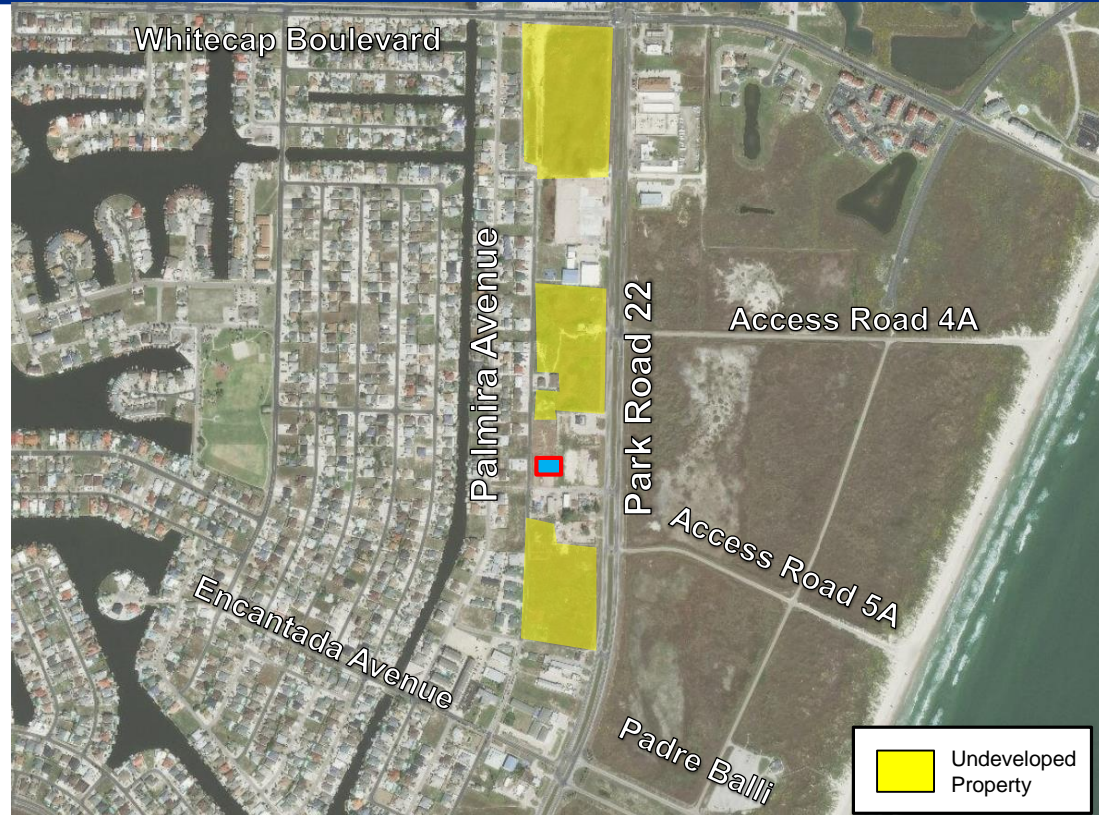 Whitecap Boulevard
Palmira Avenue
Park Road 22
Access Road 4A
Access Road 5A
Encantada Avenue
Padre Balli
Undeveloped
Property